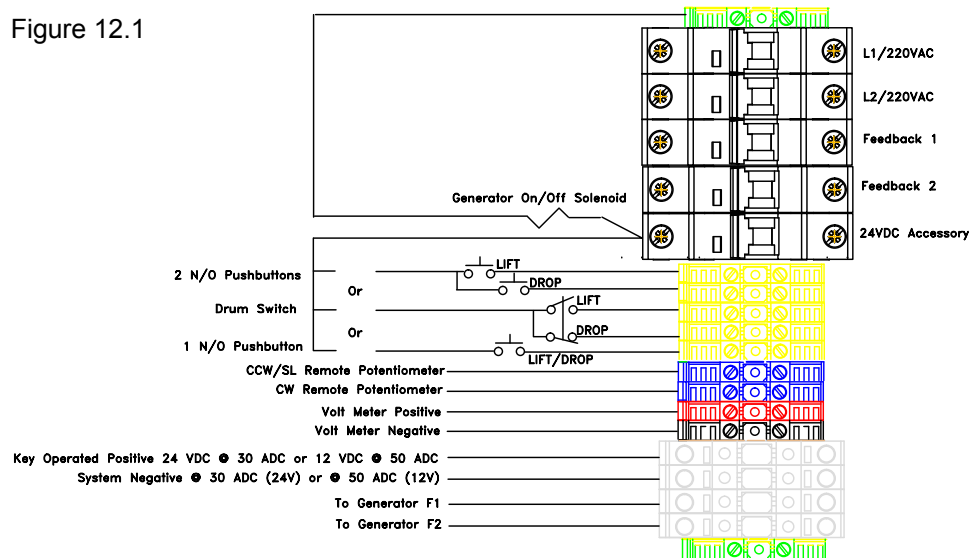 Figure 12.1
L1/220VAC
L2/220VAC
Feedback 1
Feedback 2
Generator On/Off Solenoid
24VDC Accessory
LIFT
2 N/O Pushbuttons
DROP
Or
LIFT
Drum Switch
Or
DROP
1 N/O Pushbutton
LIFT/DROP
CCW/SL Remote Potentiometer
CW Remote Potentiometer
Volt Meter Positive
Volt Meter Negative
Key Operated Positive 24 VDC @ 30 ADC or 12 VDC @ 50 ADC
System Negative @ 30 ADC (24V) or @ 50 ADC (12V)
To Generator F1
To Generator F2